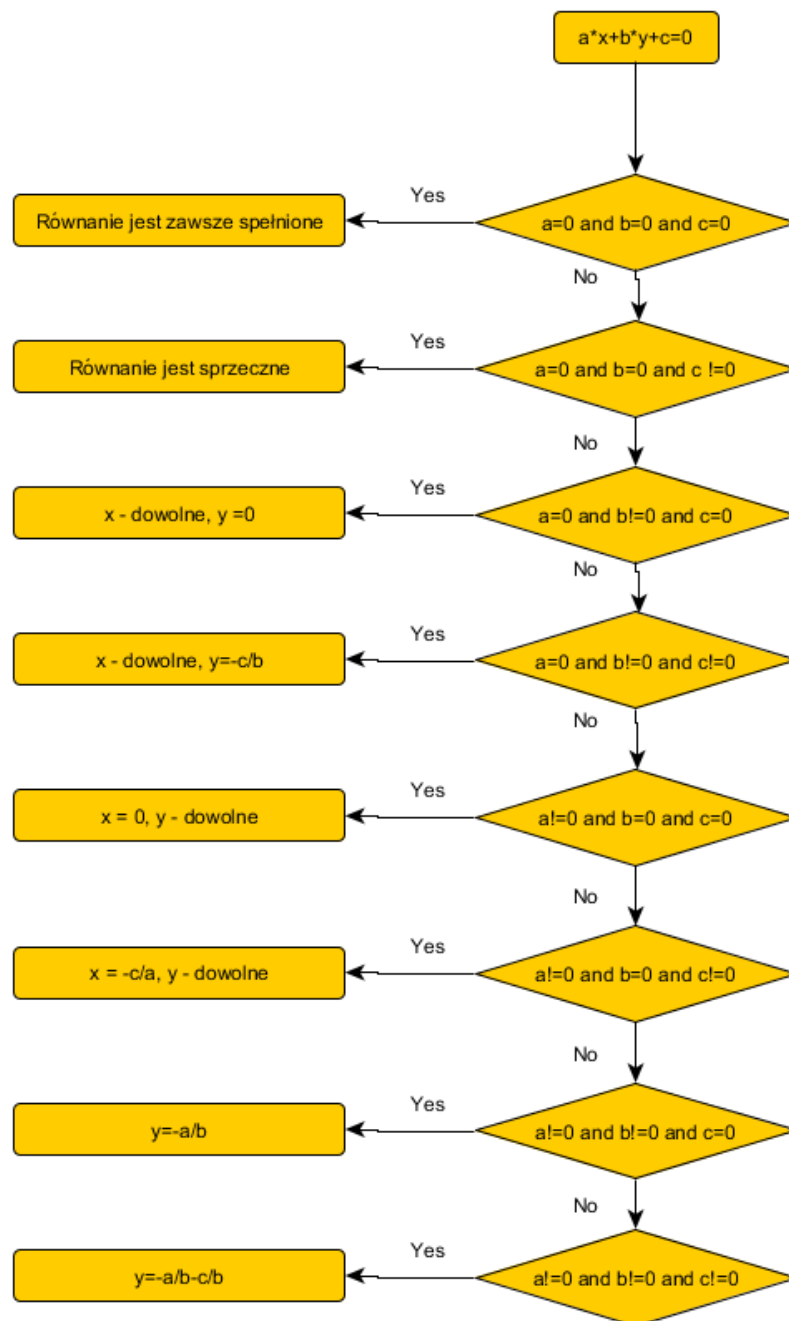 a*x+b*y+c=0
Yes
Równanie jest zawsze spełnione
a=0 and b=0 and c=0
No
Yes
Równanie jest sprzeczne
a=0 and b=0 and c !=0
No
Yes
x - dowolne, y =0
a=0 and b!=0 and c=0
No
Yes
x - dowolne, y=-c/b
a=0 and b!=0 and c!=0
No
Yes
x = 0, y - dowolne
a!=0 and b=0 and c=0
No
Yes
x = -c/a, y - dowolne
a!=0 and b=0 and c!=0
No
Yes
y=-a/b
a!=0 and b!=0 and c=0
No
Yes
y=-a/b-c/b
a!=0 and b!=0 and c!=0